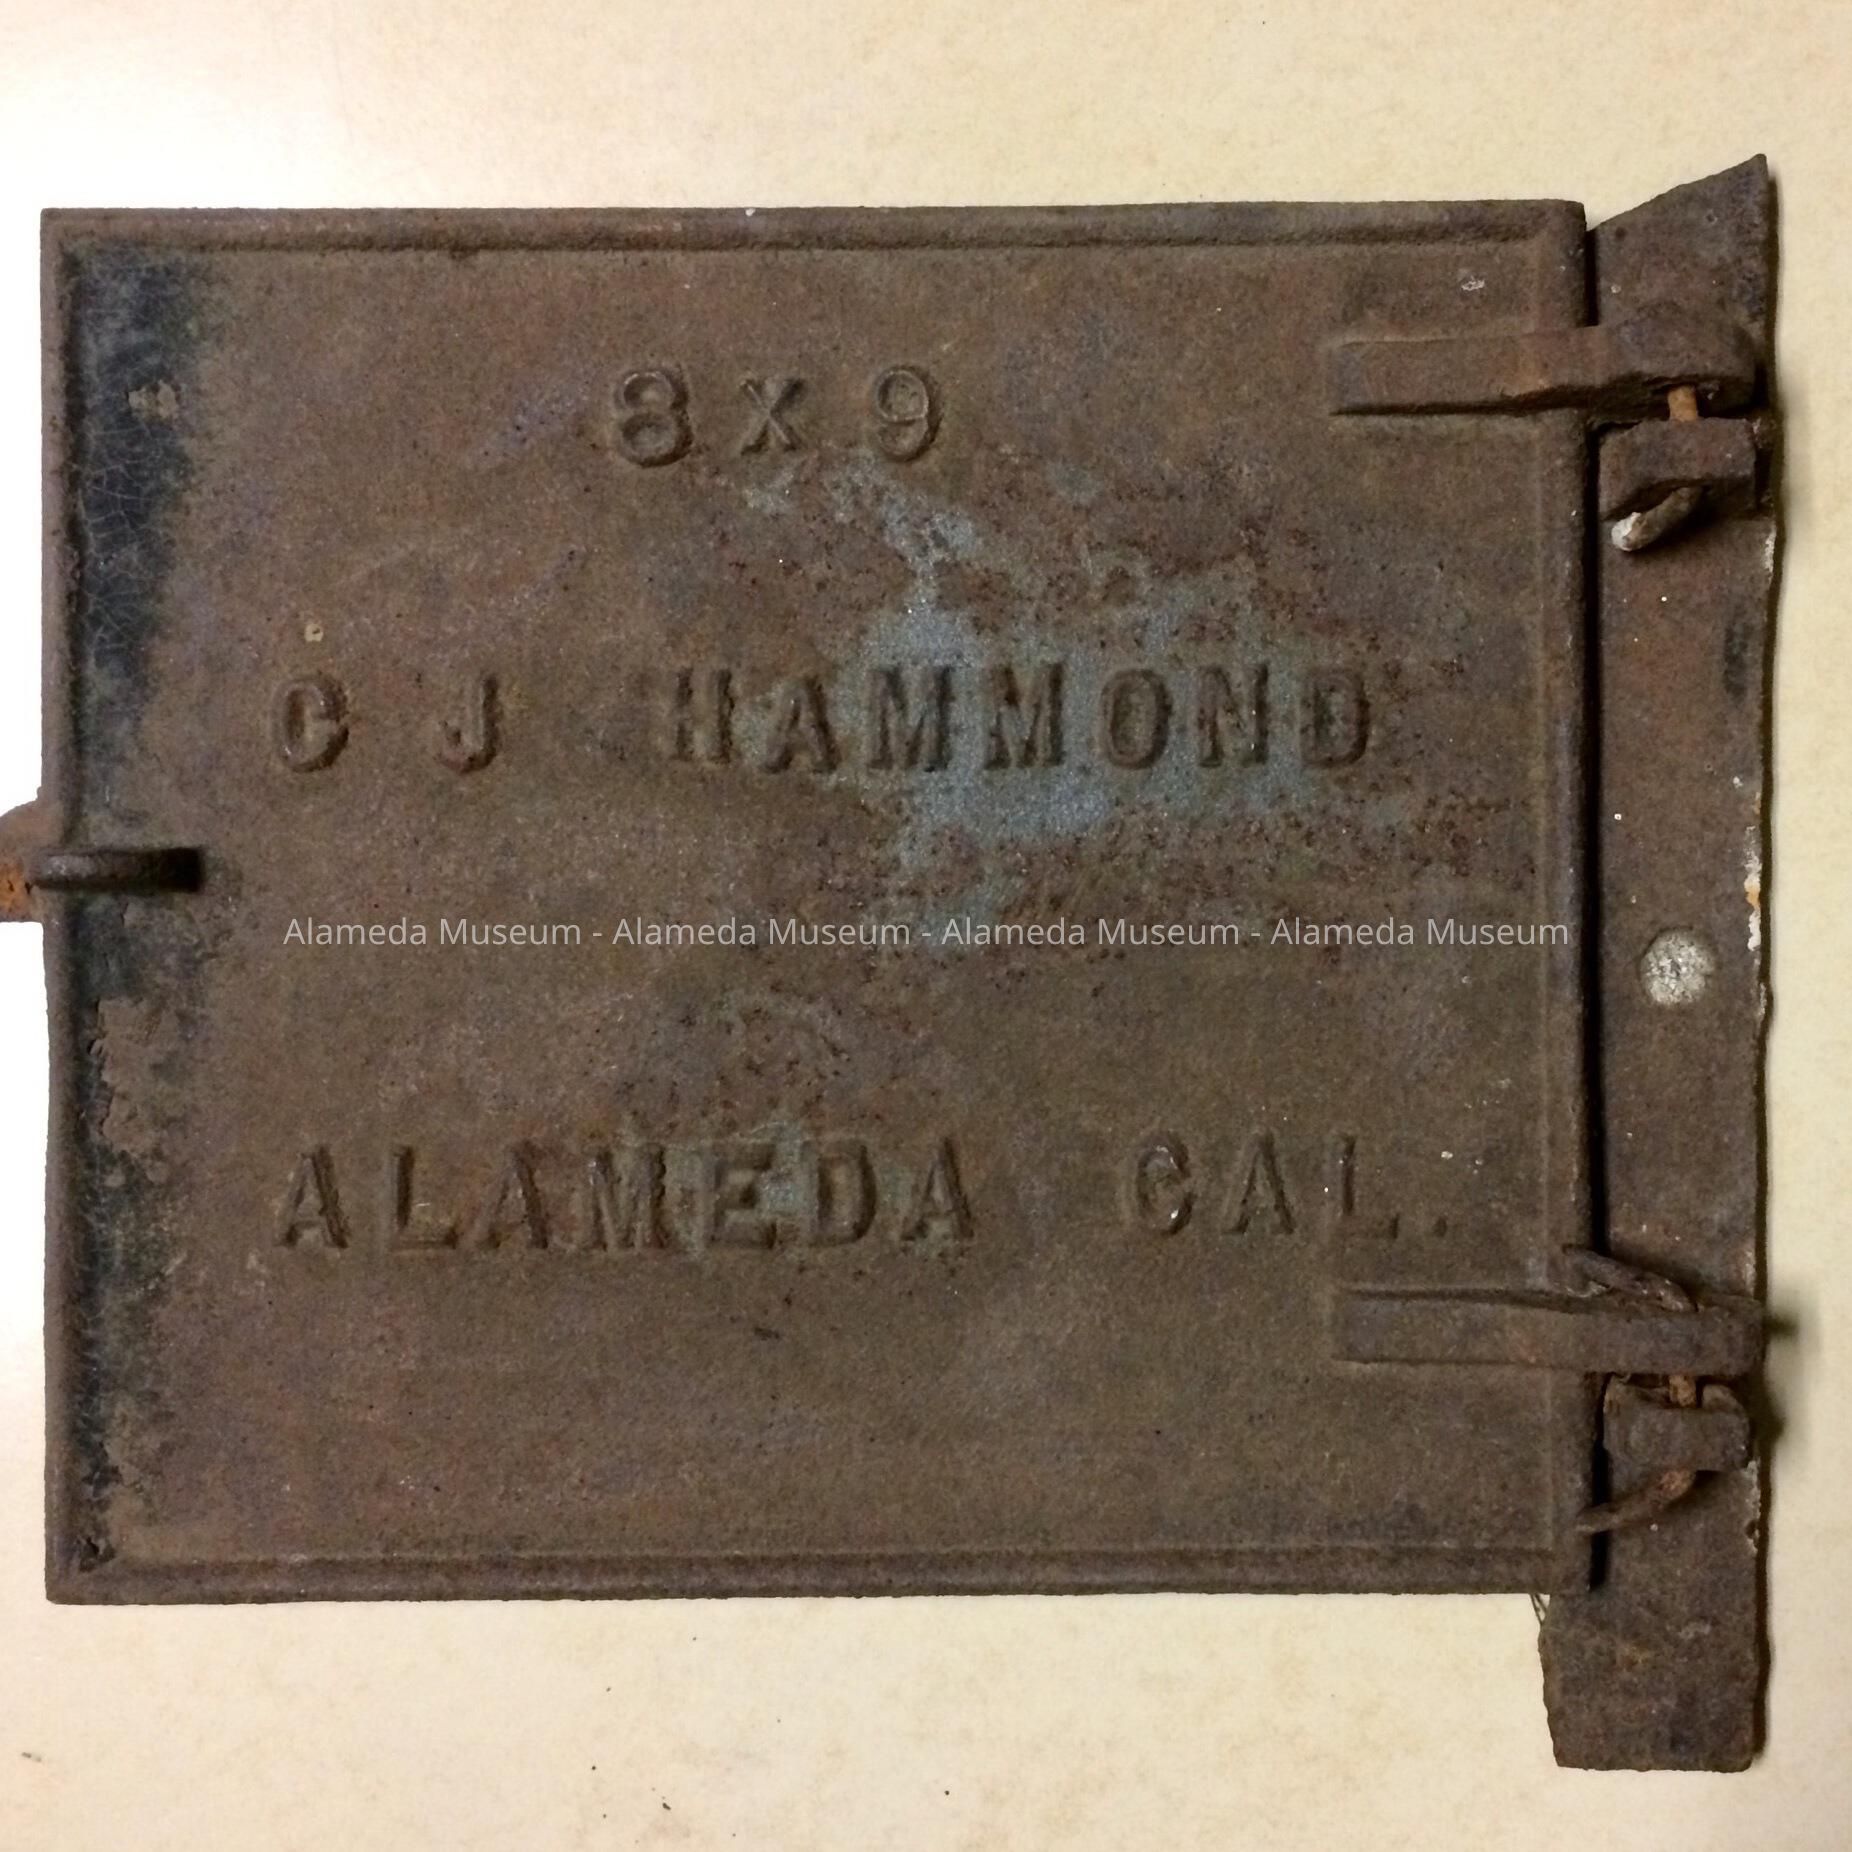 8 x 9
C J HAMMOND
Alameda Museum - Alameda Museum - Alameda Museum - Alameda Museum
ALAMEDA CAL.